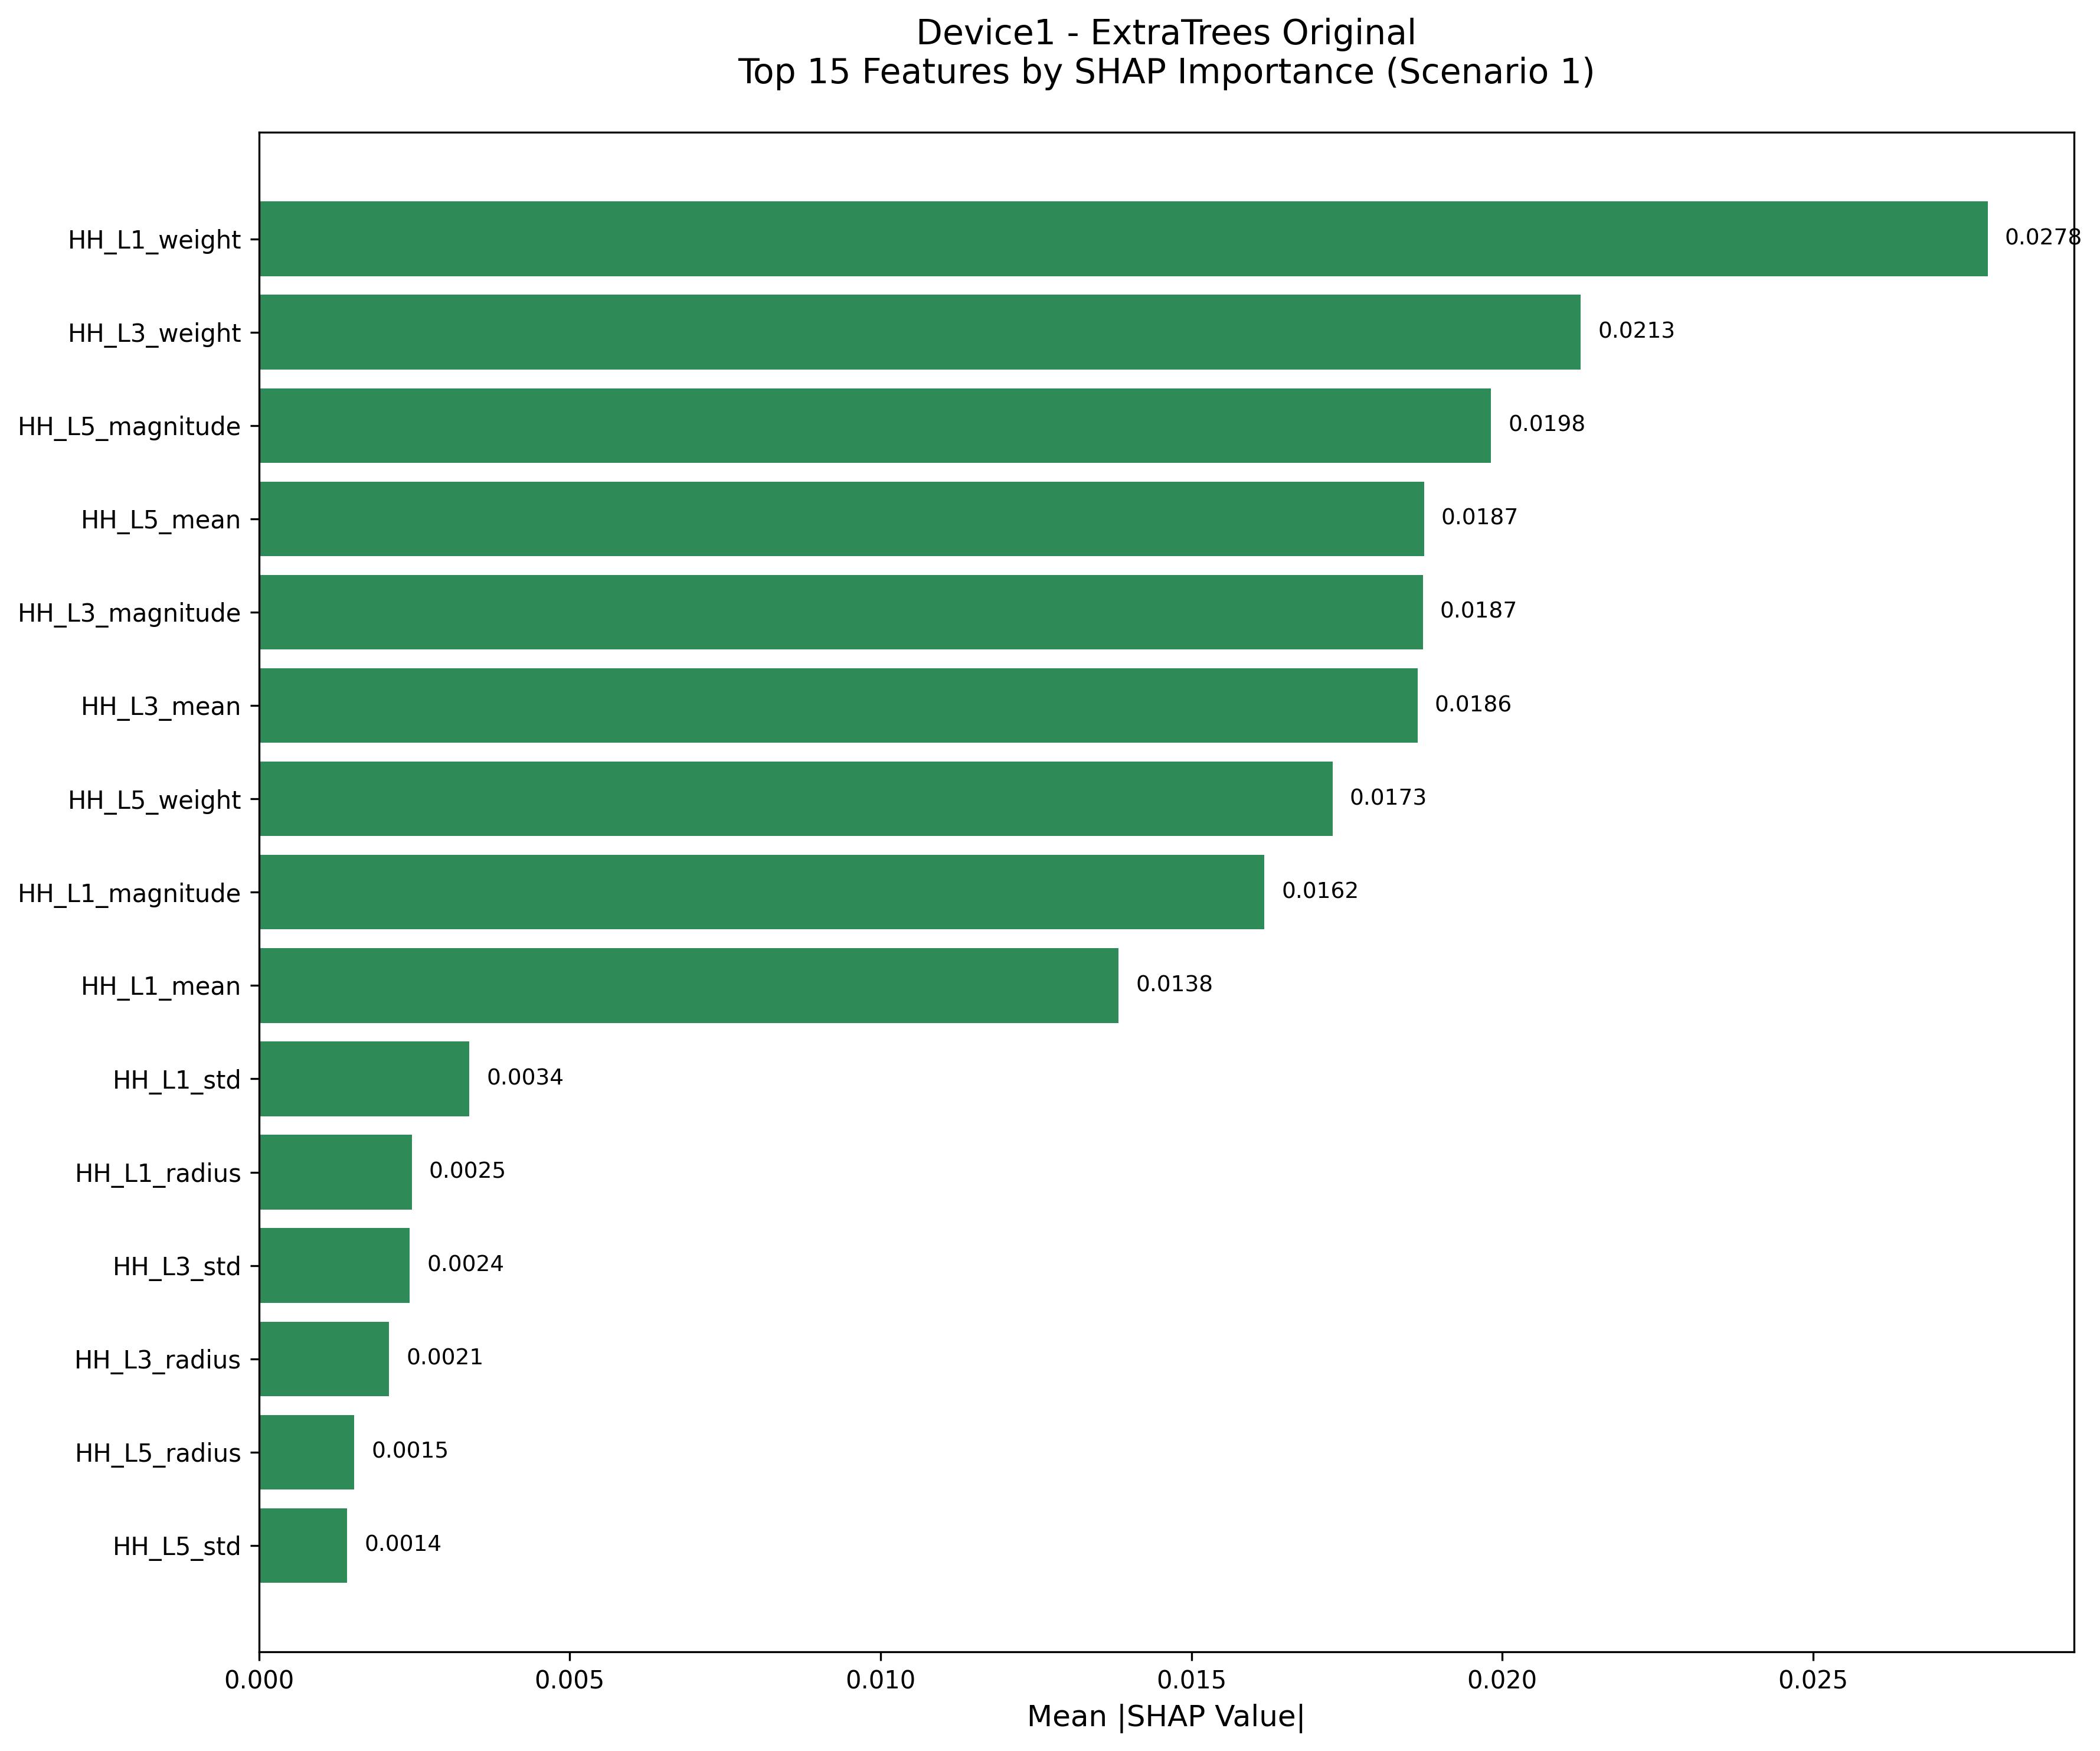 Device1 - ExtraTrees Original
Top 15 Features by SHAP Importance (Scenario 1)
HH_L1_weight 0.0278
HH_L3_weight 0.0213
HH_L5_magnitude 0.0198
HH_L5_mean 0.0187
HH_L3_magnitude 0.0187
HH_L3_mean 0.0186
HH_L5_weight 0.0173
HH_L1_magnitude 0.0162
HH_L1_mean 0.0138
HH_L1_std 0.0034
HH_L1_radius 0.0025
HH_L3_std 0.0024
HH_L3_radius 0.0021
HH_L5_radius 0.0015
HH_L5_std 0.0014
0.000 0.005 0.010 0.015 0.020 0.025
Mean |SHAP Value|